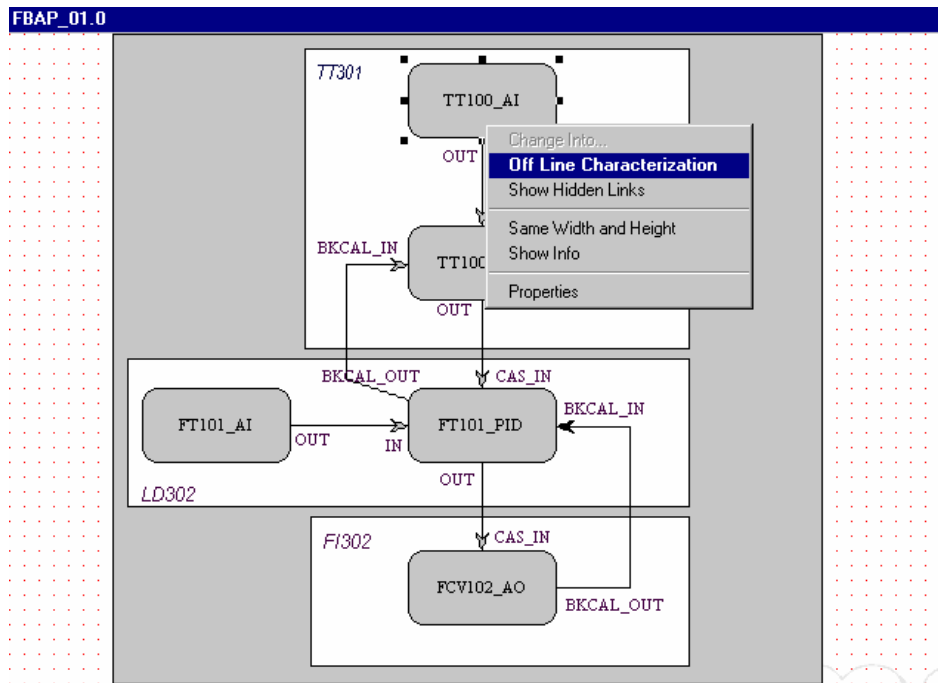 FBAP_01.0
TT301
TT100_AI
OUT
Change Into...
Off Line Characterization
Show Hidden Links
Same Width and Height
Show Info
Properties
BKCAL_IN
TT100
OUT
BKCAL_OUT
CAS_IN
BKCAL_IN
FT101_AI
OUT
IN
FT101_PID
OUT
LD302
FI302
CAS_IN
FCV102_AO
BKCAL_OUT